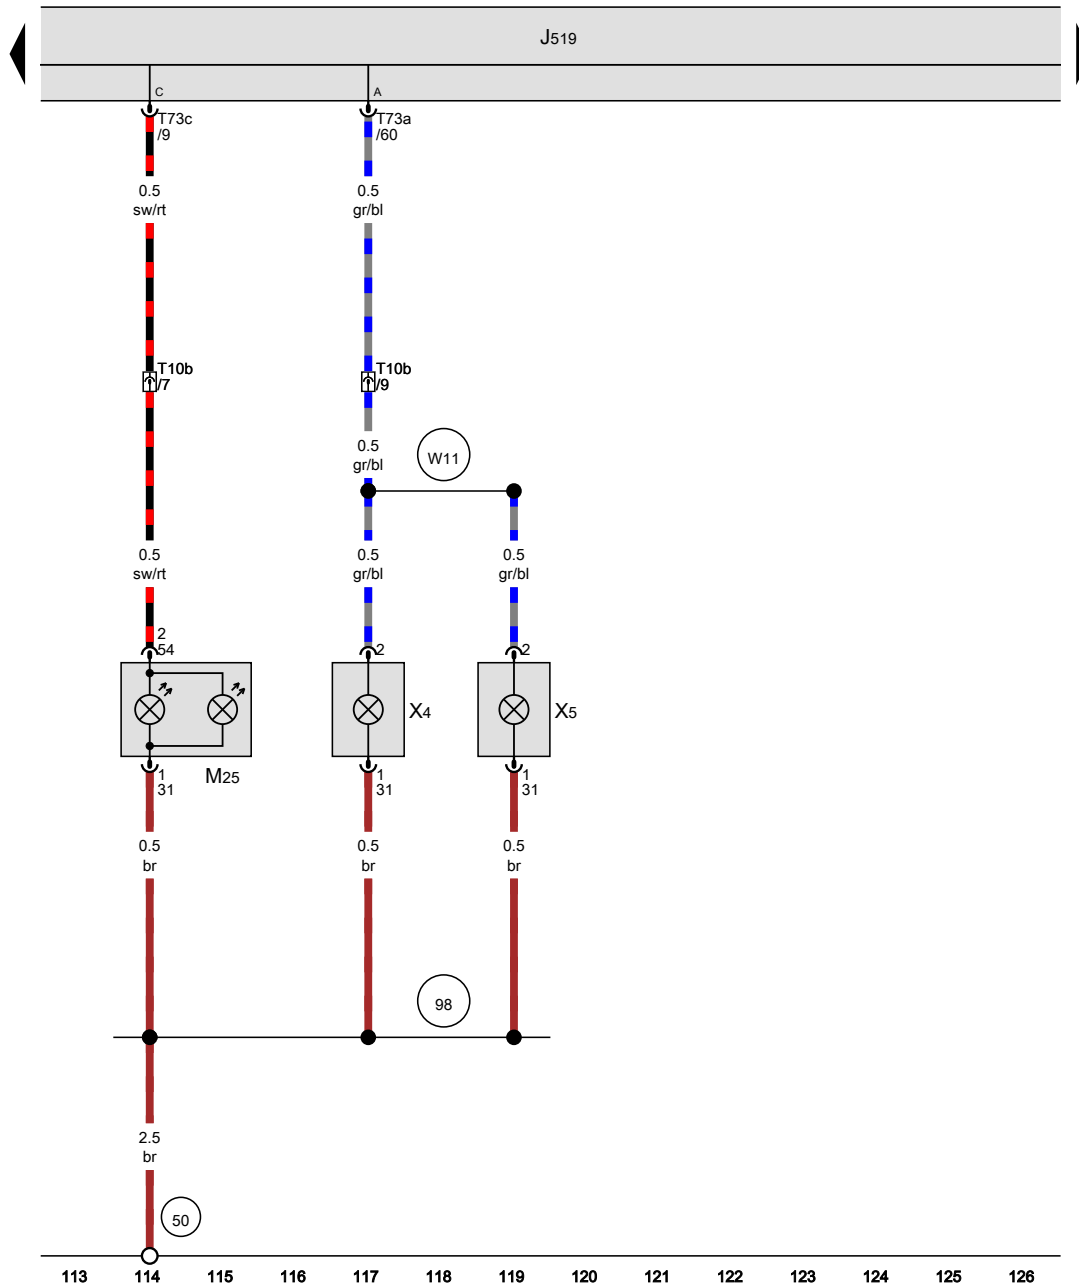 J519
C A
T73c T73a
/9 /60
0.5 0.5
sw/rt gr/bl
T10b T10b
/7 /9
0.5
gr/bl
W11
0.5 0.5 0.5
sw/rt gr/bl gr/bl
2
54 2 2
X4 X5
M25
1 1 1
31 31 31
0.5 0.5 0.5
br br br
98
2.5
br
50
113 114 115 116 117 118 119 120 121 122 123 124 125 126